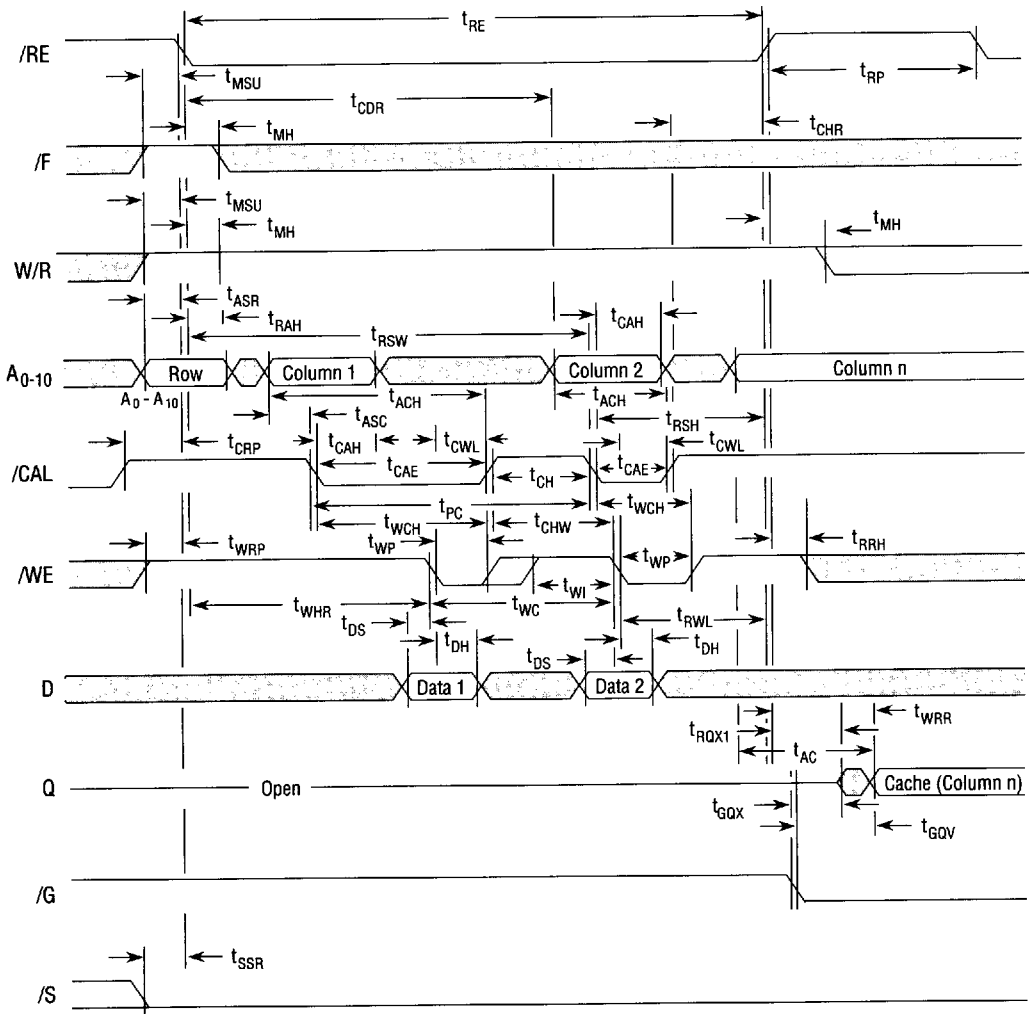 tRE
/RE
tMSU
tRP
tCDR
tMH
tCHR
/F
tMSU
tMH
tMH
W/R
tASR
tRAH
tCAH
tRSW
A0-10
Row
Column 1
Column 2
Column n
A0 - A10
tACH
tACH
tASC
tRSH
tCRP
tCAH
tCWL
tCWL
/CAL
tCAE
tCH
tCAE
tPC
tWCH
tWCH
tCHW
tWRP
tWP
tWP
tRRH
/WE
tWI
tWHR
tWC
tRWL
tDS
tDH
tDS
tDH
D
Data 1
Data 2
tWRR
tRQX1
tAC
Q
Open
Cache (Column n)
tGQX
tGQV
/G
tSSR
/S